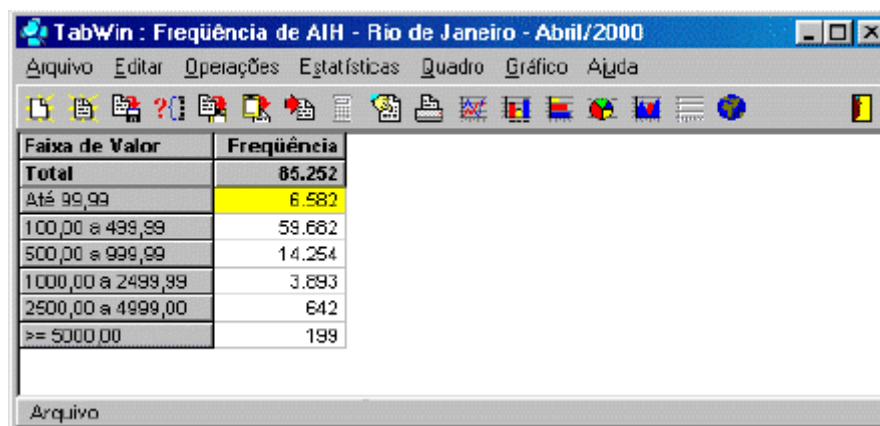 TabWin : Freqüência de AIH - Rio de Janeiro - Abril/2000
Arquivo Editar Operações Estatísticas Quadro Gráfico Ajuda
Faixa de Valor Freqüência
Total 85.252
Até 99,99 6.582
100,00 a 499,99 59.682
500,00 a 999,99 14.254
1000,00 a 2499,99 3.893
2500,00 a 4999,00 642
>= 5000,00 199
Arquivo